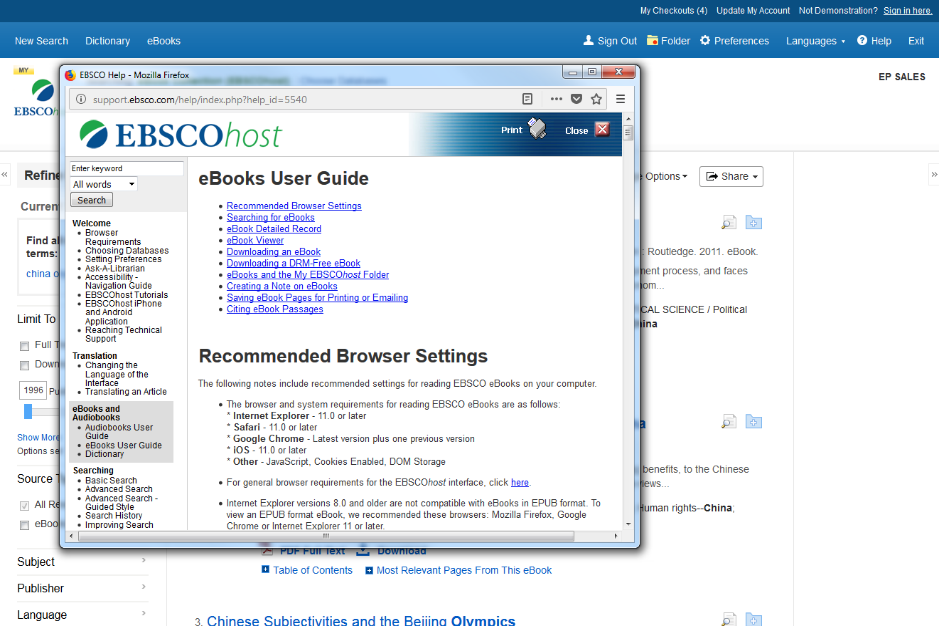 My Checkouts (4) Update My Account Not Demonstration? Sign in here.
New Search Dictionary eBooks Sign Out Folder Preferences Languages Help Exit
MY
EBSCO
EP SALES
EBSCO Help - Mozilla Firefox
support.ebsco.com/help/index.php?help_id=5540
EBSCOhost
Print Close
Enter keyword
All words
Search
Welcome
Browser
Requirements
Choosing Databases
Setting Preferences
Ask-A-Librarian
Accessibility -
Navigation Guide
EBSCOhost Tutorials
EBSCOhost iPhone
and Android
Application
Reaching Technical
Support
Translation
Changing the
Language of the
Interface
Translating an Article
eBooks and
Audiobooks
Audiobooks User
Guide
eBooks User Guide
Dictionary
Searching
Basic Search
Advanced Search
Advanced Search -
Guided Style
Search History
Improving Search
eBooks User Guide
Recommended Browser Settings
Searching for eBooks
eBook Detailed Record
eBook Viewer
Downloading an eBook
Downloading a DRM-Free eBook
eBooks and the My EBSCOhost Folder
Creating a Note on eBooks
Saving eBook Pages for Printing or Emailing
Citing eBook Passages
Recommended Browser Settings
The following notes include recommended settings for reading EBSCO eBooks on your computer.
The browser and system requirements for reading EBSCO eBooks are as follows:
* Internet Explorer - 11.0 or later
* Safari - 11.0 or later
* Google Chrome - Latest version plus one previous version
* iOS - 11.0 or later
* Other - JavaScript, Cookies Enabled, DOM Storage
For general browser requirements for the EBSCOhost interface, click here.
Internet Explorer versions 8.0 and older are not compatible with eBooks in EPUB format. To
view an EPUB format eBook, we recommended these browsers: Mozilla Firefox, Google
Chrome or Internet Explorer 11 or later.
Refine
Find al
terms:
china o
Limit To
Full T
Down
1996 Pu
Show More
Options se
Source T
All Re
eBoo
Subject
Publisher
Language
Options Share
: Routledge. 2011. eBook.
ment process, and faces
om...
CAL SCIENCE / Political
ina
a
benefits, to the Chinese
iews...
Human rights--China;
PDF Full Text Download
Table of Contents Most Relevant Pages From This eBook
3. Chinese Subjectivities and the Beijing Olympics